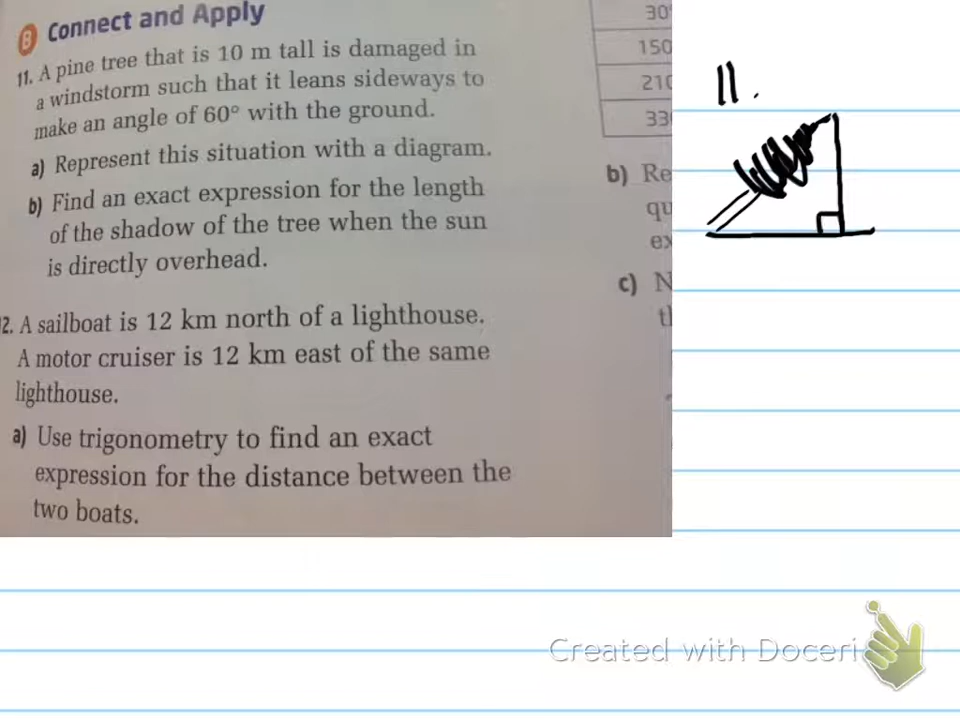 B Connect and Apply
11. A pine tree that is 10 m tall is damaged in
a windstorm such that it leans sideways to
make an angle of 60° with the ground.
a) Represent this situation with a diagram.
b) Find an exact expression for the length
of the shadow of the tree when the sun
is directly overhead.
2. A sailboat is 12 km north of a lighthouse.
A motor cruiser is 12 km east of the same
lighthouse.
a) Use trigonometry to find an exact
expression for the distance between the
two boats.
30°
150
210
33
b) Re
qu
ex
c) N
tl
11.
Created with Doceri